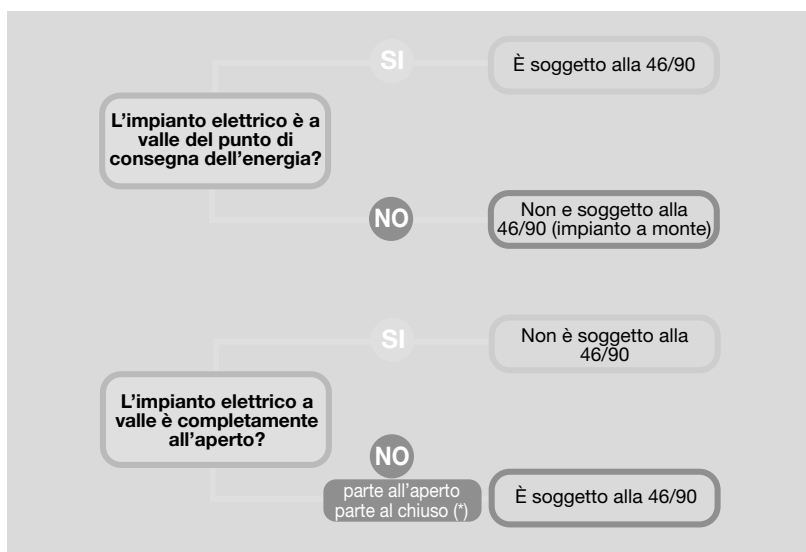 SI
È soggetto alla 46/90
L'impianto elettrico è a
valle del punto di
consegna dell'energia?
NO
Non e soggetto alla
46/90 (impianto a monte)
SI
Non è soggetto alla
46/90
L'impianto elettrico a
valle è completamente
all'aperto?
NO
parte all'aperto
parte al chiuso (*)
È soggetto alla 46/90